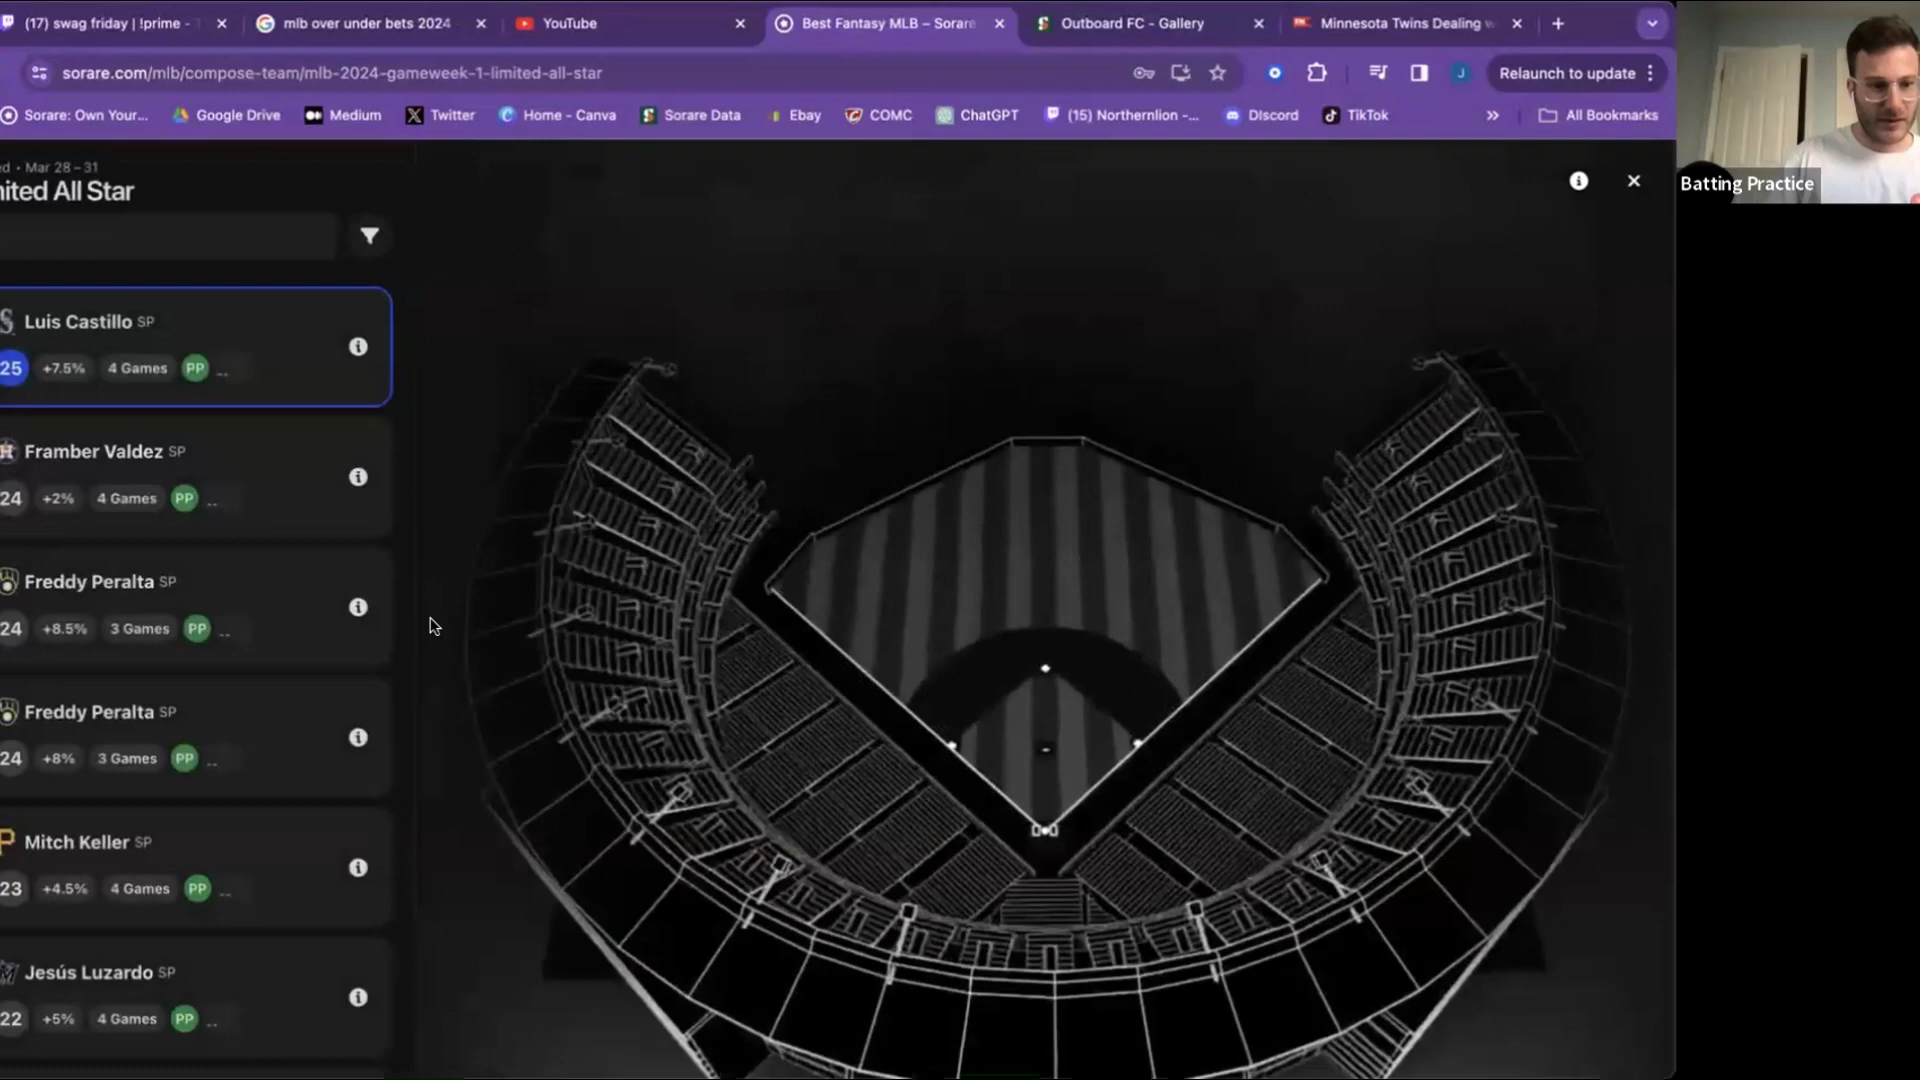 (17) swag friday | !prime -
mlb over under bets 2024
YouTube
Best Fantasy MLB – Sorare
Outboard FC - Gallery
Minnesota Twins Dealing w
sorare.com/mlb/compose-team/mlb-2024-gameweek-1-limited-all-star
J
Relaunch to update
Sorare: Own Your...
Google Drive
Medium
Twitter
Home - Canva
Sorare Data
Ebay
COMC
ChatGPT
(15) Northernlion -...
Discord
TikTok
»
All Bookmarks
ed • Mar 28 – 31
nited All Star
Luis Castillo SP
25 +7.5% 4 Games PP --
Framber Valdez SP
24 +2% 4 Games PP --
Freddy Peralta SP
24 +8.5% 3 Games PP --
Freddy Peralta SP
24 +8% 3 Games PP --
Mitch Keller SP
23 +4.5% 4 Games PP --
Jesús Luzardo SP
22 +5% 4 Games PP --
Batting Practice